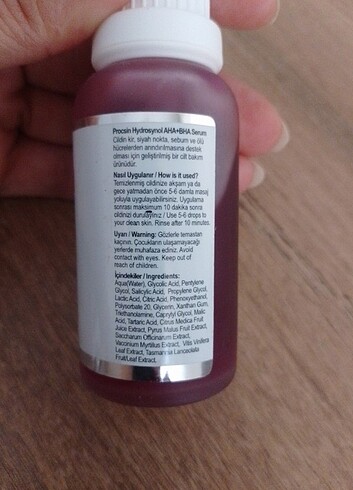 Procsin Hydrosynol AHA+BHA Serum
Cildin kir, siyah nokta, sebum ve ölü
hücrelerden arındırılmasına destek
olması için geliştirilmiş bir cilt bakım
ürünüdür.
Nasıl Uygulanır / How is it used?
Temizlenmiş cildinize akşam ya da
gece yatmadan önce 5-6 damla masaj
yoluyla uygulayabilirsiniz. Uygulama
sonrası maksimum 10 dakika sonra
cildinizi durulayınız / Use 5-6 drops to
your clean skin. Rinse after 10 minutes.
Uyarı / Warning: Gözlerle temastan
kaçının. Çocukların ulaşamayacağı
yerlerde muhafaza ediniz. Avoid
contact with eyes. Keep out of
reach of children.
İçindekiler / Ingredients:
Aqua(Water), Glycolic Acid, Pentylene
Glycol, Salicylic Acid, Propylene Glycol,
Lactic Acid, Citric Acid, Phenoxyethanol,
Polysorbate 20, Glycerin, Xanthan Gum,
Triethanolamine, Caprylyl Glycol, Malic
Acid, Tartaric Acid, Citrus Medica Fruit
Juice Extract, Pyrus Malus Fruit Extract,
Saccharum Officinarum Extract,
Vaccinium Myrtillus Extract, Vitis Vinifera
Leaf Extract, Tasmannia Lanceolata
Fruit/Leaf Extract,